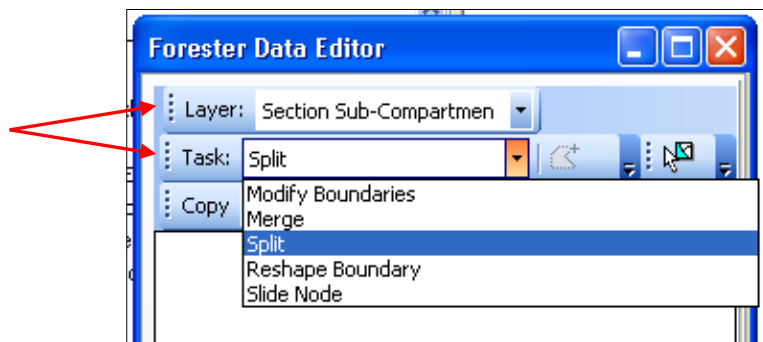 Forester Data Editor
Layer: Section Sub-Compartmen
Task: Split
Copy
Modify Boundaries
Merge
Split
Reshape Boundary
Slide Node